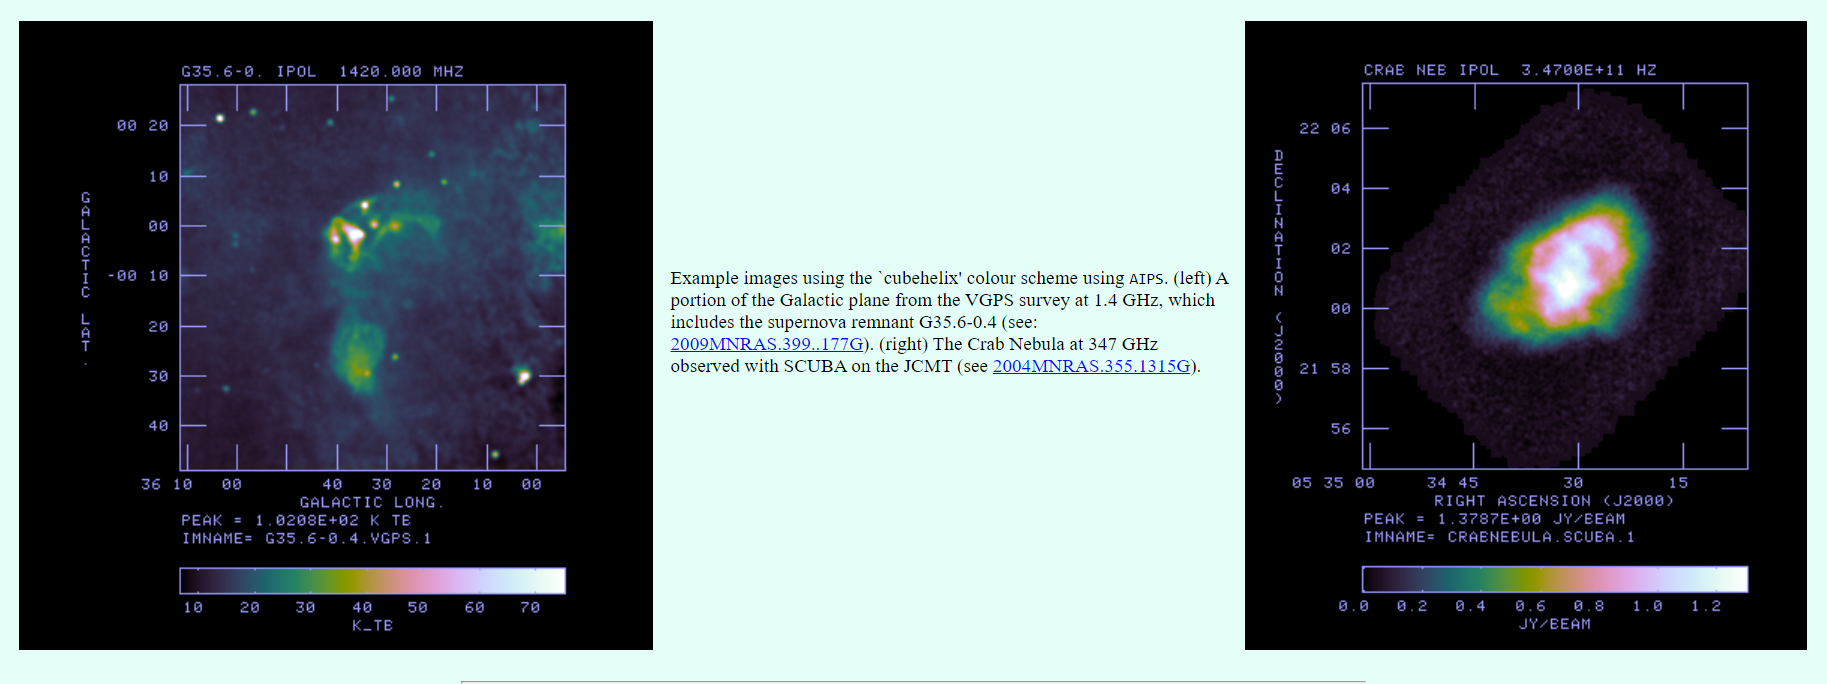 G35.6-0. IPOL 1420.000 MHZ
00 20
10
00
-00 10
20
30
40
GALACTIC LAT.
36 10 00 40 30 20 10 00
GALACTIC LONG.
PEAK = 1.0208E+02 K TB
IMNAME= G35.6-0.4.VGPS.1
10 20 30 40 50 60 70
K_TB
Example images using the `cubehelix' colour scheme using AIPS. (left) A
portion of the Galactic plane from the VGPS survey at 1.4 GHz, which
includes the supernova remnant G35.6-0.4 (see:
2009MNRAS.399..177G). (right) The Crab Nebula at 347 GHz
observed with SCUBA on the JCMT (see 2004MNRAS.355.1315G).
CRAB NEB IPOL 3.4700E+11 HZ
22 06
04
02
00
21 58
56
DECLINATION (J2000)
05 35 00 34 45 30 15
RIGHT ASCENSION (J2000)
PEAK = 1.3787E+00 JY/BEAM
IMNAME= CRABNEBULA.SCUBA.1
0.0 0.2 0.4 0.6 0.8 1.0 1.2
JY/BEAM